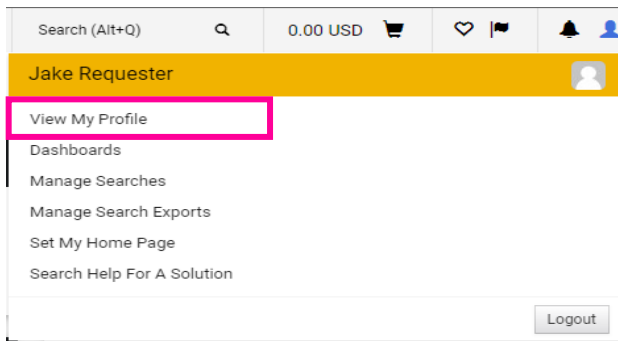 Search (Alt+Q) 0.00 USD
Jake Requester
View My Profile
Dashboards
Manage Searches
Manage Search Exports
Set My Home Page
Search Help For A Solution
Logout